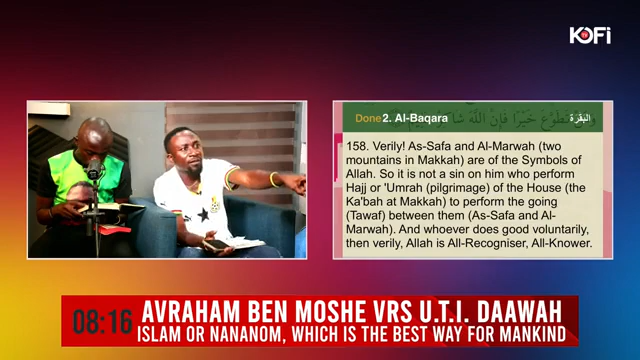 KOFi
TV
Done 2. Al-Baqara
البَقَرَة
158. Verily! As-Safa and Al-Marwah (two
mountains in Makkah) are of the Symbols of
Allah. So it is not a sin on him who perform
Hajj or 'Umrah (pilgrimage) of the House (the
Ka'bah at Makkah) to perform the going
(Tawaf) between them (As-Safa and Al-
Marwah). And whoever does good voluntarily,
then verily, Allah is All-Recogniser, All-Knower.
08:16
AVRAHAM BEN MOSHE VRS U.T.I. DAAWAH
ISLAM OR NANANOM, WHICH IS THE BEST WAY FOR MANKIND